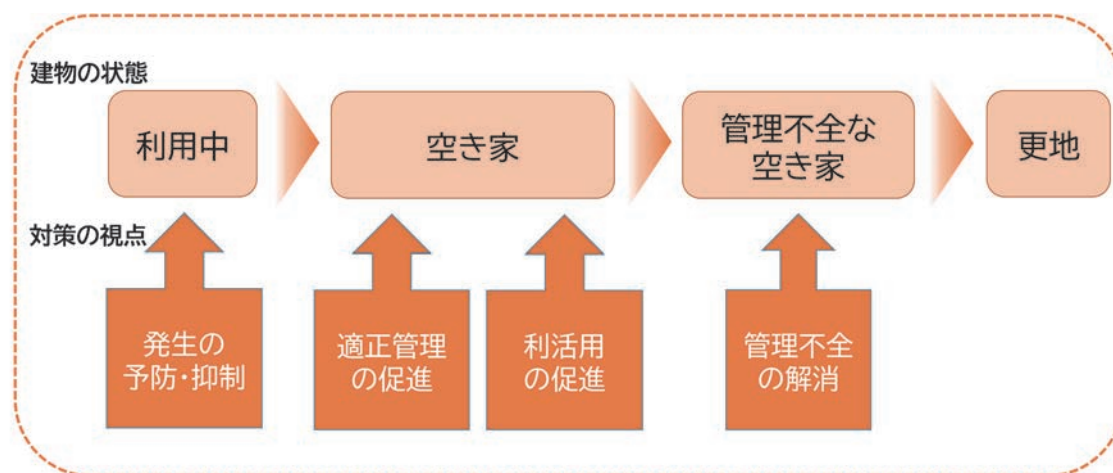 建物の状態
利用中
空き家
管理不全な
空き家
更地
対策の視点
発生の
予防・抑制
適正管理
の促進
利活用
の促進
管理不全
の解消